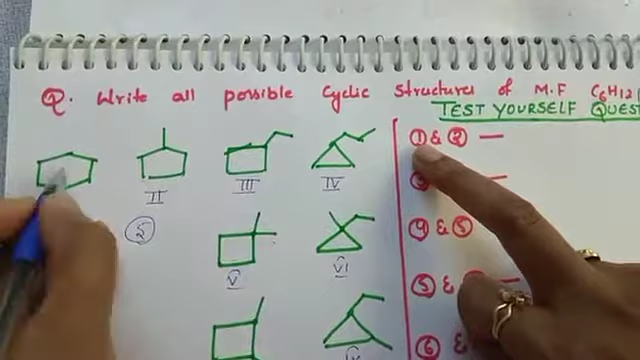 Q. Write all possible Cyclic Structures of M.F C6H12
TEST YOURSELF QUES
① & ② —
II III IV
④ & ⑤
V VI
⑤ &
⑥ &